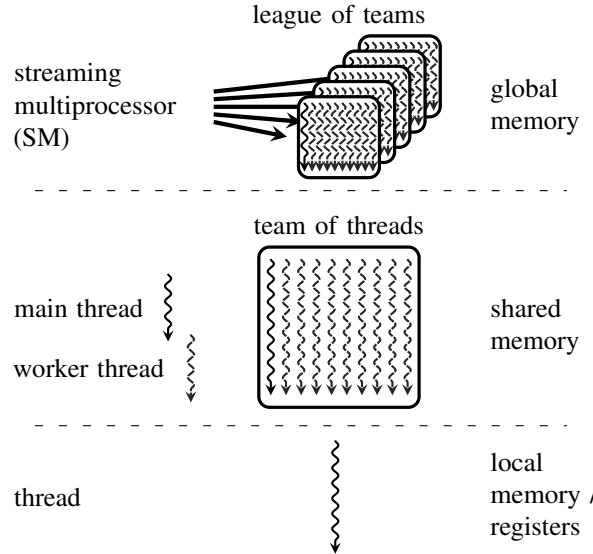 league of teams
streaming
multiprocessor
(SM)
global
memory
team of threads
main thread
worker thread
shared
memory
thread
local
memory /
registers